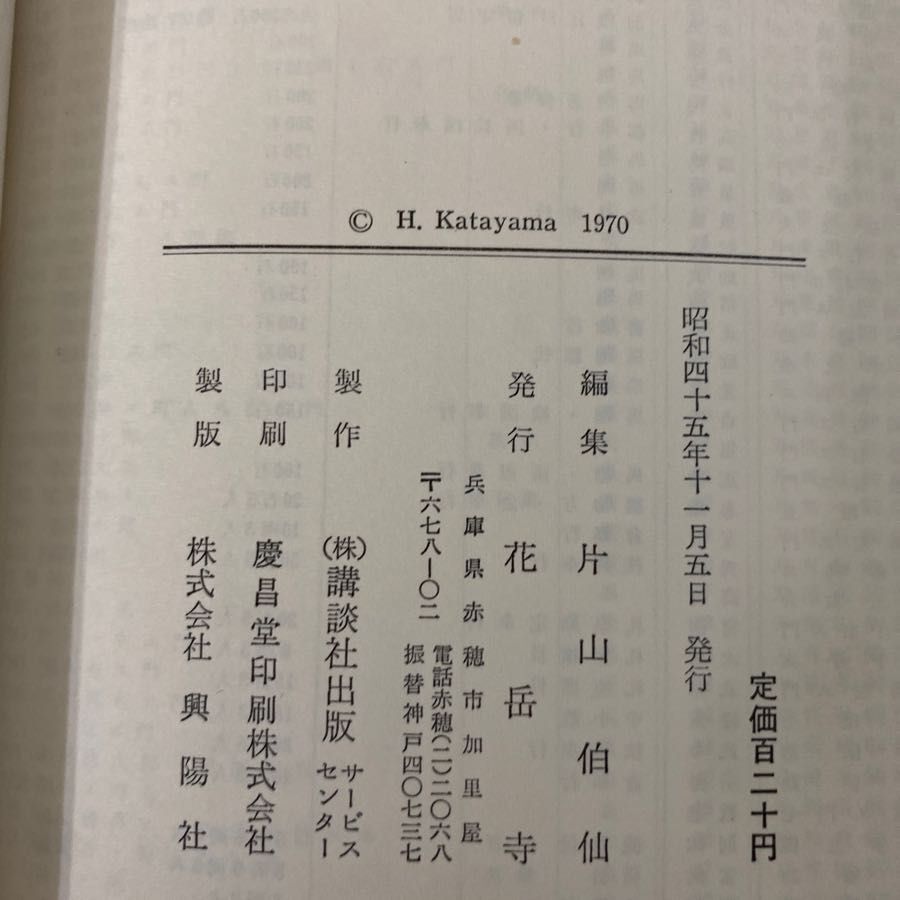 © H. Katayama 1970
定価百二十円
昭和四十五年十一月五日 発行
編集 片山伯仙
発行 花岳寺
兵庫県赤穂市加里屋
電話赤穂(二)二〇六八
〒六七八—〇二
振替神戸四〇七三七
製作 (株)講談社出版サービスセンター
印刷 慶昌堂印刷株式会社
製版 株式会社興陽社